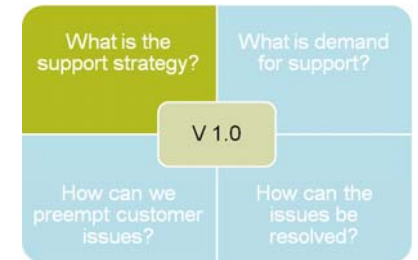 What is the
support strategy?
What is demand
for support?
V 1.0
How can we
preempt customer
issues?
How can the
issues be
resolved?